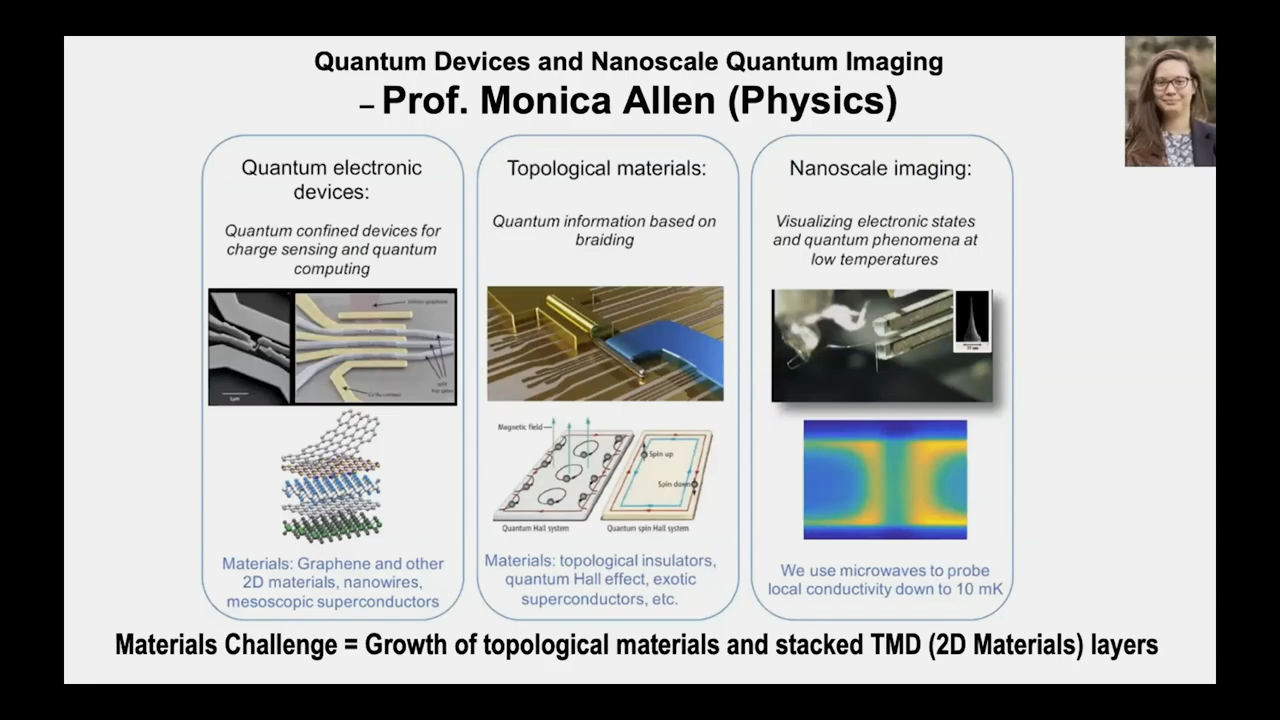 Quantum Devices and Nanoscale Quantum Imaging
– Prof. Monica Allen (Physics)
Quantum electronic
devices:
Quantum confined devices for
charge sensing and quantum
computing
Materials: Graphene and other
2D materials, nanowires,
mesoscopic superconductors
Topological materials:
Quantum information based on
braiding
Magnetic field
Spin up
Spin down
Quantum Hall system
Quantum spin Hall system
Materials: topological insulators,
quantum Hall effect, exotic
superconductors, etc.
Nanoscale imaging:
Visualizing electronic states
and quantum phenomena at
low temperatures
We use microwaves to probe
local conductivity down to 10 mK
Materials Challenge = Growth of topological materials and stacked TMD (2D Materials) layers